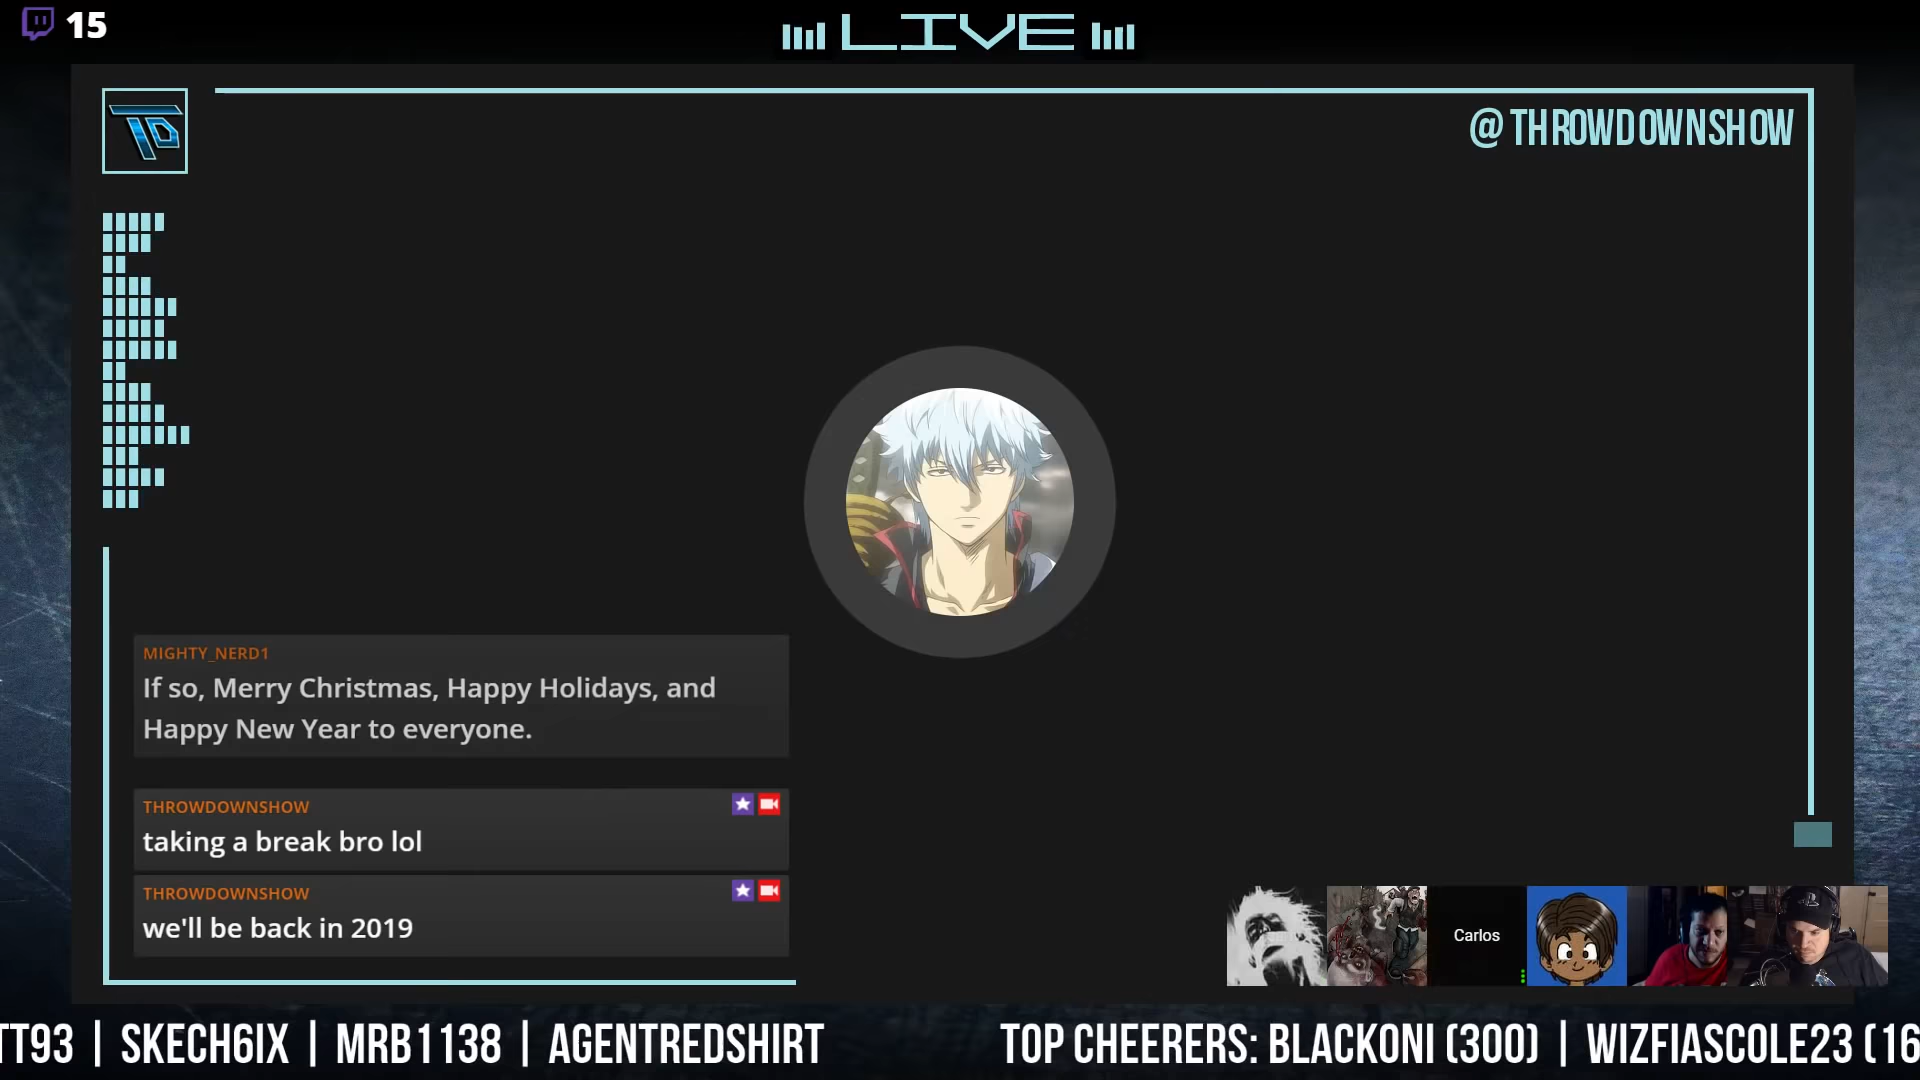 15
LIVE
TD
@THROWDOWNSHOW
MIGHTY_NERD1
If so, Merry Christmas, Happy Holidays, and
Happy New Year to everyone.
THROWDOWNSHOW
taking a break bro lol
THROWDOWNSHOW
we'll be back in 2019
Carlos
TT93 | SKECH6IX | MRB1138 | AGENTREDSHIRT TOP CHEERERS: BLACKONI (300) | WIZFIASCOLE23 (16